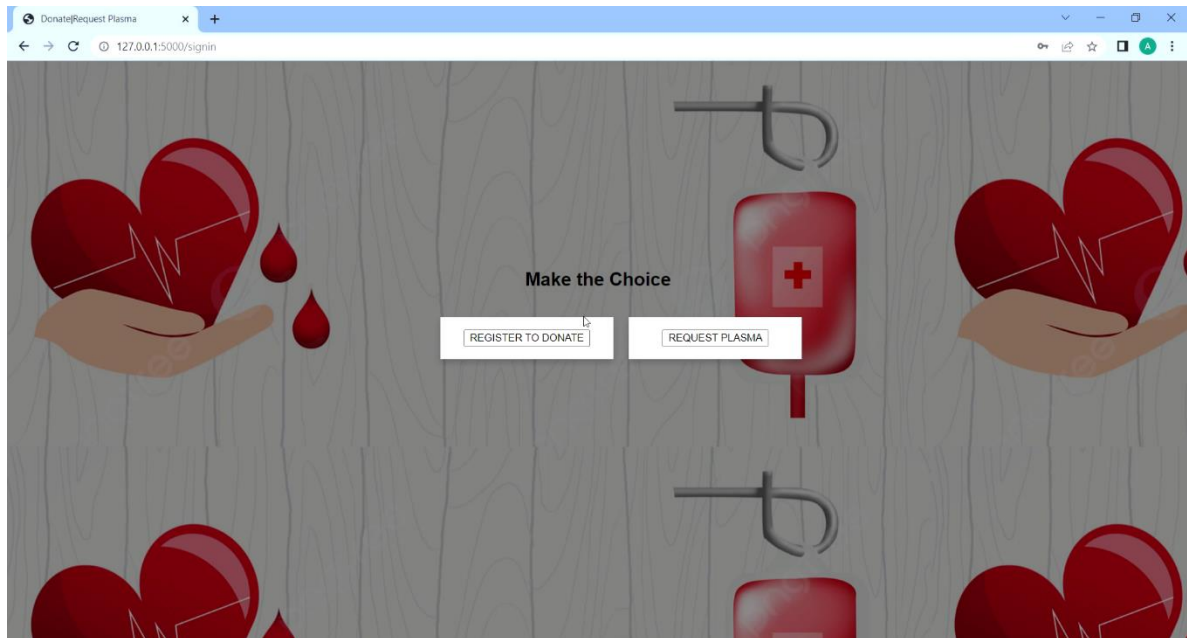 Donate|Request Plasma
127.0.0.1:5000/signin
A
Make the Choice
REGISTER TO DONATE
REQUEST PLASMA